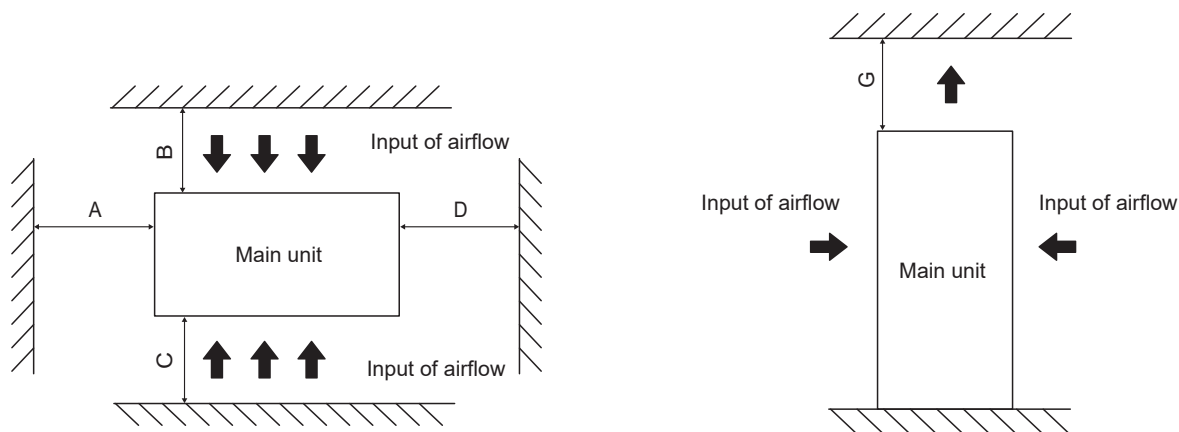 B
Input of airflow
A
D
Main unit
C
Input of airflow
G
Input of airflow
Input of airflow
Main unit